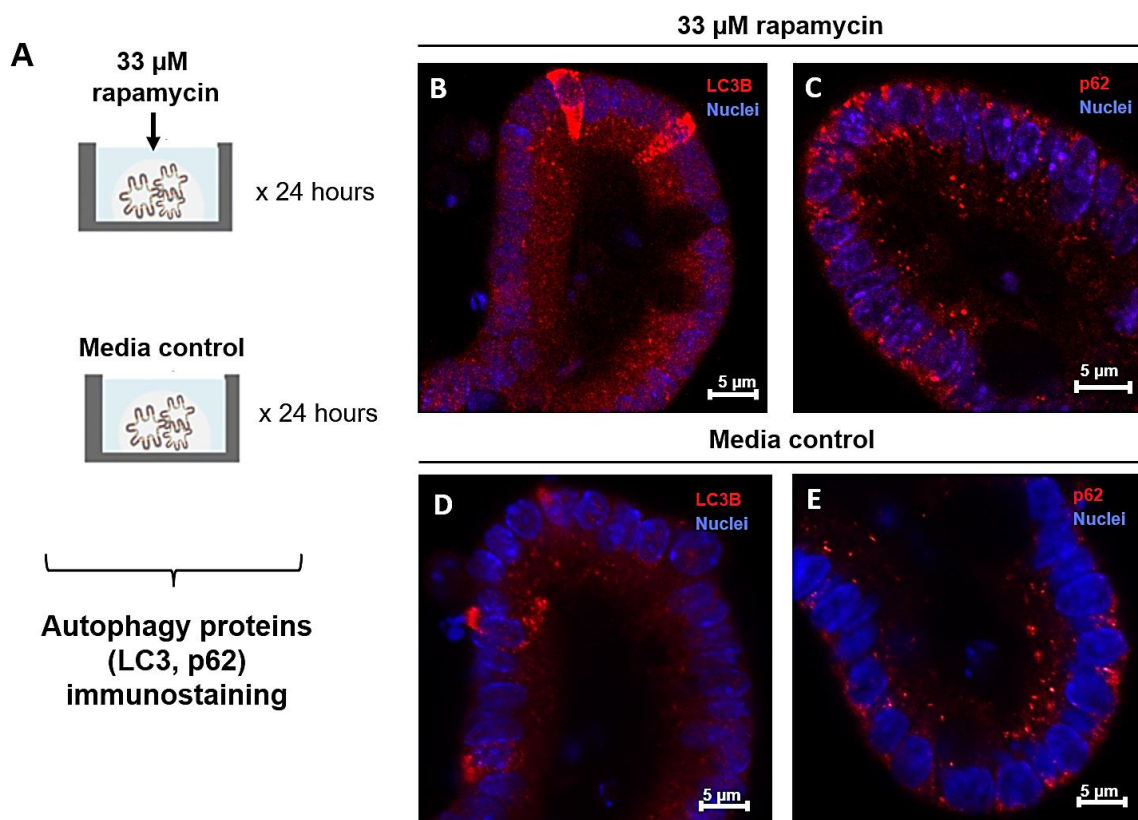 A
33 µM
rapamycin
x 24 hours
Media control
x 24 hours
Autophagy proteins
(LC3, p62)
immunostaining
33 µM rapamycin
B
LC3B
Nuclei
5 µm
C
p62
Nuclei
5 µm
Media control
D
LC3B
Nuclei
5 µm
E
p62
Nuclei
5 µm